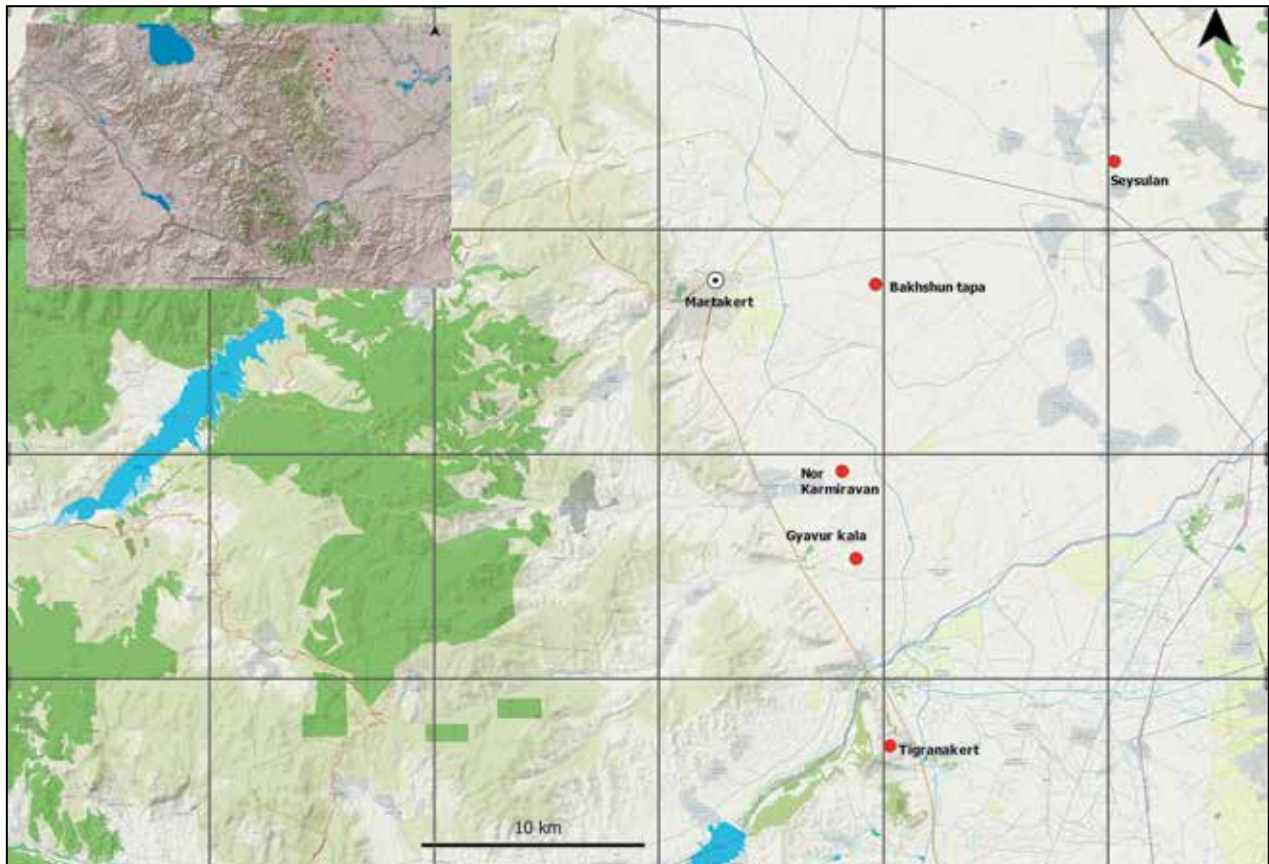 Seysulan
Martakert
Bakhshun tapa
Nor
Karmiravan
Gyavur kala
Tigranakert
10 km